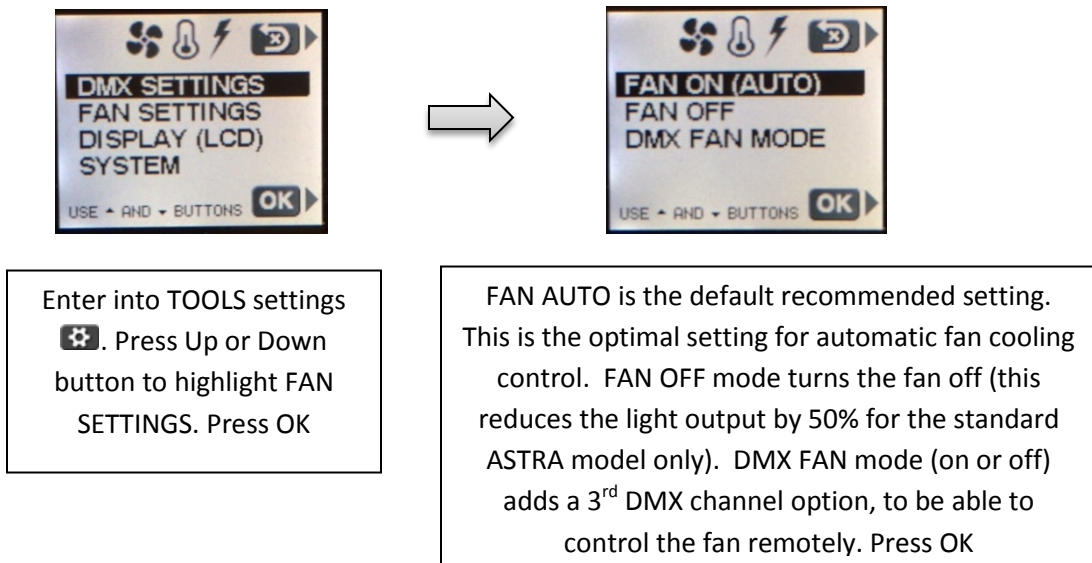 DMX SETTINGS
FAN SETTINGS
DISPLAY (LCD)
SYSTEM
USE ▲ AND ▼ BUTTONS OK
FAN ON (AUTO)
FAN OFF
DMX FAN MODE
USE ▲ AND ▼ BUTTONS OK
Enter into TOOLS settings
. Press Up or Down
button to highlight FAN
SETTINGS. Press OK
FAN AUTO is the default recommended setting.
This is the optimal setting for automatic fan cooling
control. FAN OFF mode turns the fan off (this
reduces the light output by 50% for the standard
ASTRA model only). DMX FAN mode (on or off)
adds a 3rd DMX channel option, to be able to
control the fan remotely. Press OK